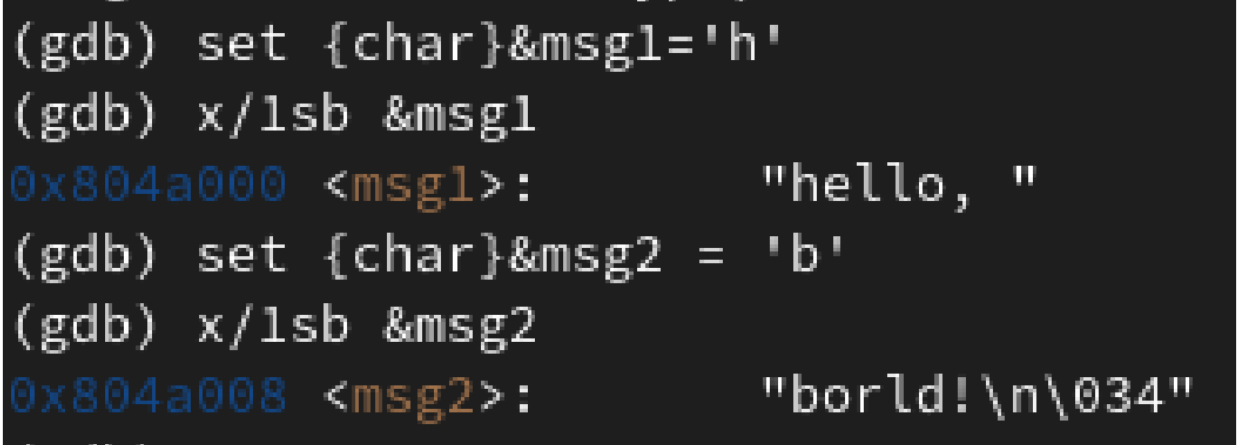 (gdb) set {char}&msg1='h'
(gdb) x/1sb &msg1
0x804a000 <msg1>:        "hello, "
(gdb) set {char}&msg2 = 'b'
(gdb) x/1sb &msg2
0x804a008 <msg2>:        "borld!\n\034"